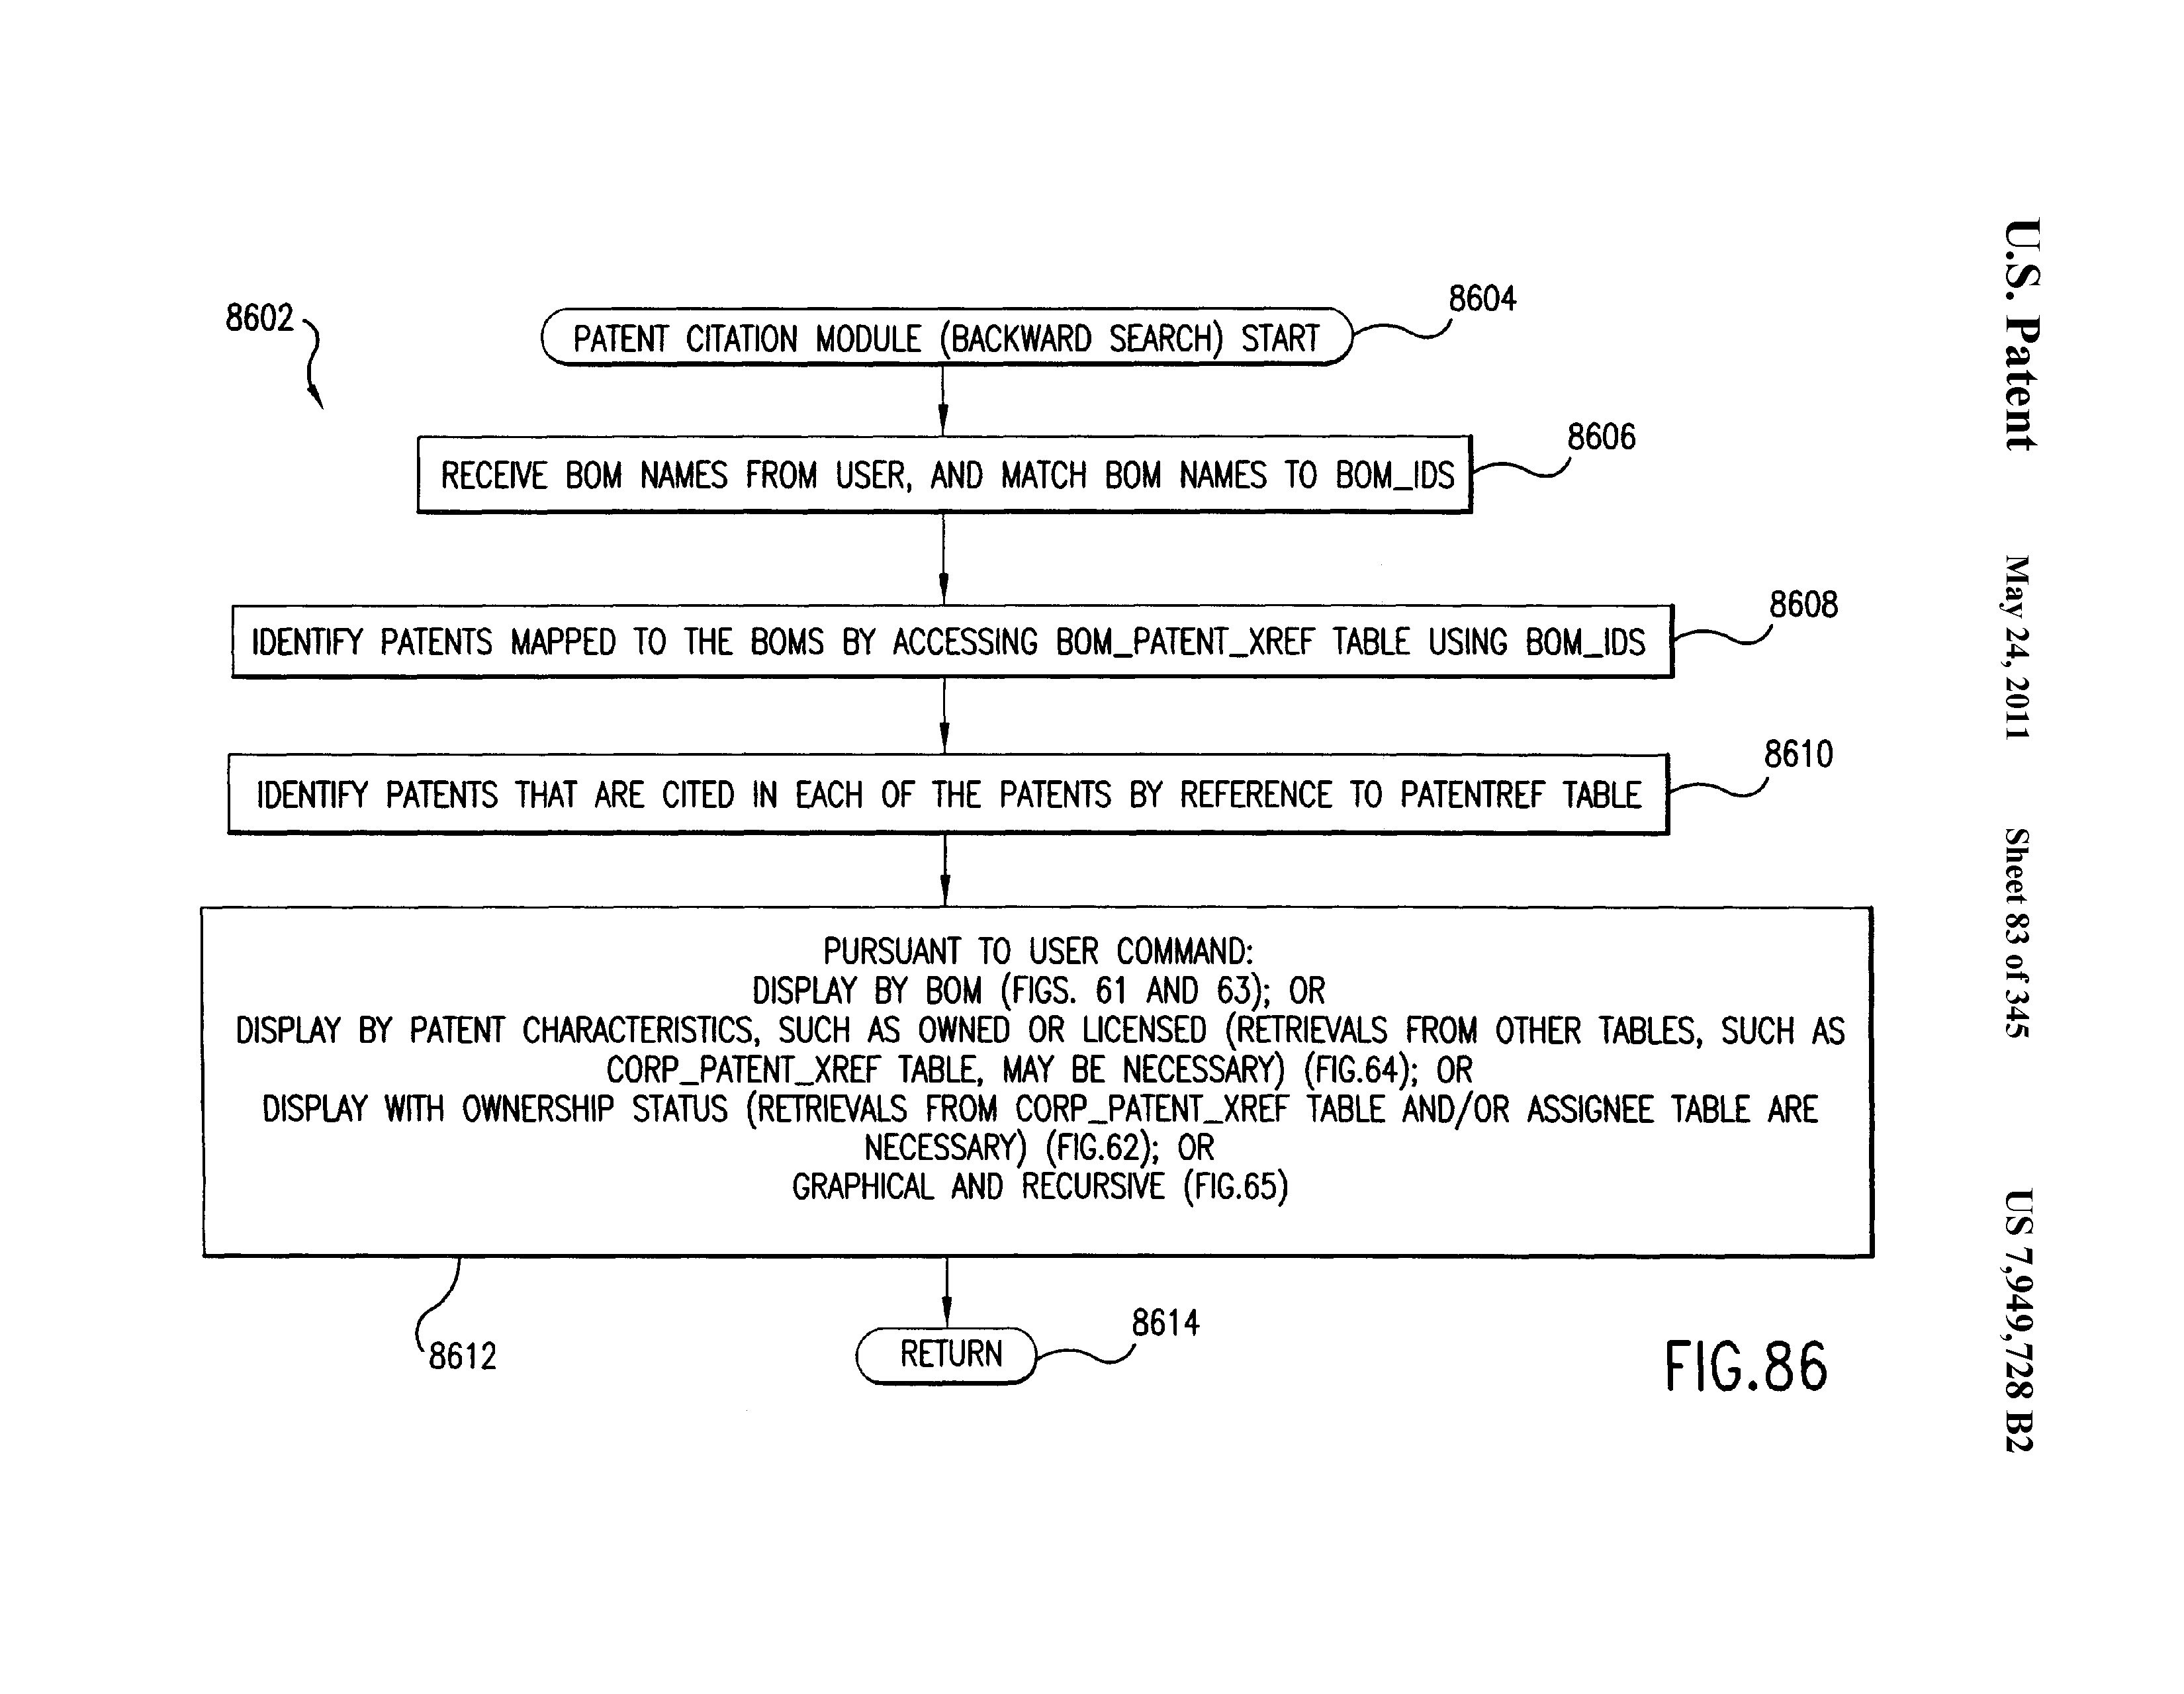 U.S. Patent May 24, 2011 Sheet 83 of 345 US 7,949,728 B2
8602
PATENT CITATION MODULE (BACKWARD SEARCH) START
8604
RECEIVE BOM NAMES FROM USER, AND MATCH BOM NAMES TO BOM_IDS
8606
IDENTIFY PATENTS MAPPED TO THE BOMS BY ACCESSING BOM_PATENT_XREF TABLE USING BOM_IDS
8608
IDENTIFY PATENTS THAT ARE CITED IN EACH OF THE PATENTS BY REFERENCE TO PATENTREF TABLE
8610
PURSUANT TO USER COMMAND:
DISPLAY BY BOM (FIGS. 61 AND 63); OR
DISPLAY BY PATENT CHARACTERISTICS, SUCH AS OWNED OR LICENSED (RETRIEVALS FROM OTHER TABLES, SUCH AS
CORP_PATENT_XREF TABLE, MAY BE NECESSARY) (FIG.64); OR
DISPLAY WITH OWNERSHIP STATUS (RETRIEVALS FROM CORP_PATENT_XREF TABLE AND/OR ASSIGNEE TABLE ARE
NECESSARY) (FIG.62); OR
GRAPHICAL AND RECURSIVE (FIG.65)
8612
RETURN
8614
FIG.86